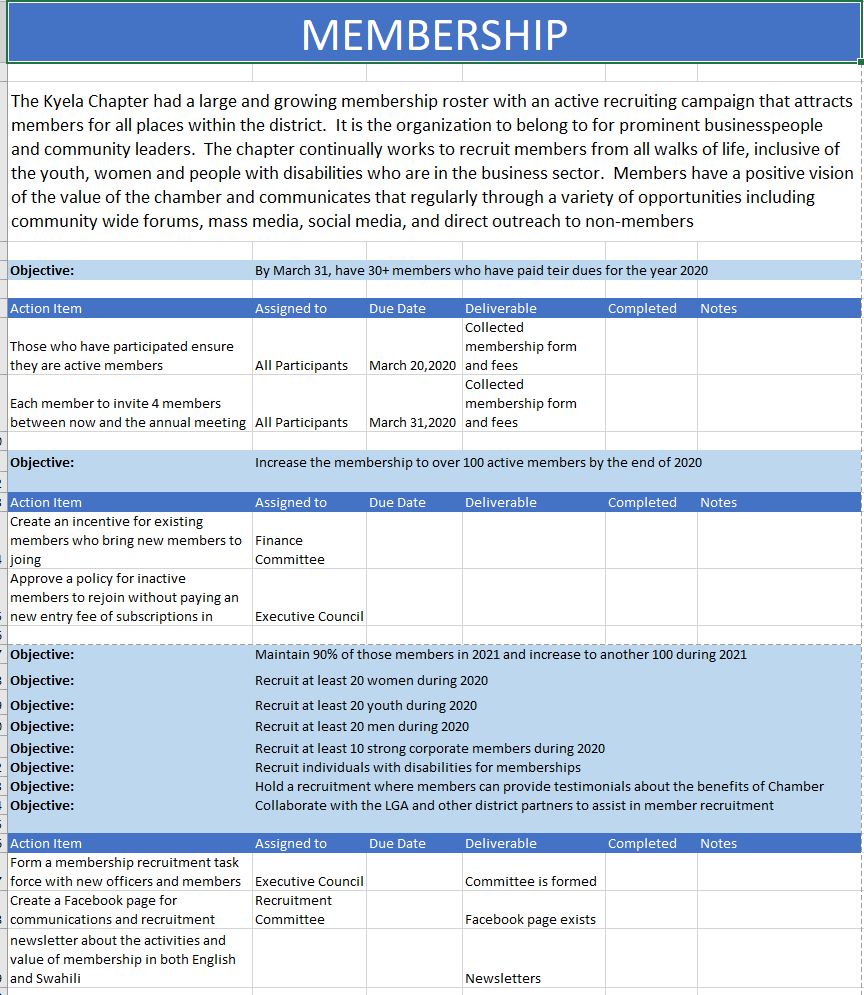 MEMBERSHIP
The Kyela Chapter had a large and growing membership roster with an active recruiting campaign that attracts
members for all places within the district.  It is the organization to belong to for prominent businesspeople
and community leaders.  The chapter continually works to recruit members from all walks of life, inclusive of
the youth, women and people with disabilities who are in the business sector.  Members have a positive vision
of the value of the chamber and communicates that regularly through a variety of opportunities including
community wide forums, mass media, social media, and direct outreach to non-members
Objective: By March 31, have 30+ members who have paid teir dues for the year 2020
Action Item Assigned to Due Date Deliverable Completed Notes
Collected
Those who have participated ensure membership form
they are active members All Participants March 20,2020 and fees
Collected
Each member to invite 4 members membership form
between now and the annual meeting All Participants March 31,2020 and fees
Objective: Increase the membership to over 100 active members by the end of 2020
Action Item Assigned to Due Date Deliverable Completed Notes
Create an incentive for existing
members who bring new members to Finance
joing Committee
Approve a policy for inactive
members to rejoin without paying an
new entry fee of subscriptions in Executive Council
Objective: Maintain 90% of those members in 2021 and increase to another 100 during 2021
Objective: Recruit at least 20 women during 2020
Objective: Recruit at least 20 youth during 2020
Objective: Recruit at least 20 men during 2020
Objective: Recruit at least 10 strong corporate members during 2020
Objective: Recruit individuals with disabilities for memberships
Objective: Hold a recruitment where members can provide testimonials about the benefits of Chamber
Objective: Collaborate with the LGA and other district partners to assist in member recruitment
Action Item Assigned to Due Date Deliverable Completed Notes
Form a membership recruitment task
force with new officers and members Executive Council Committee is formed
Create a Facebook page for Recruitment
communications and recruitment Committee Facebook page exists
newsletter about the activities and
value of membership in both English
and Swahili Newsletters